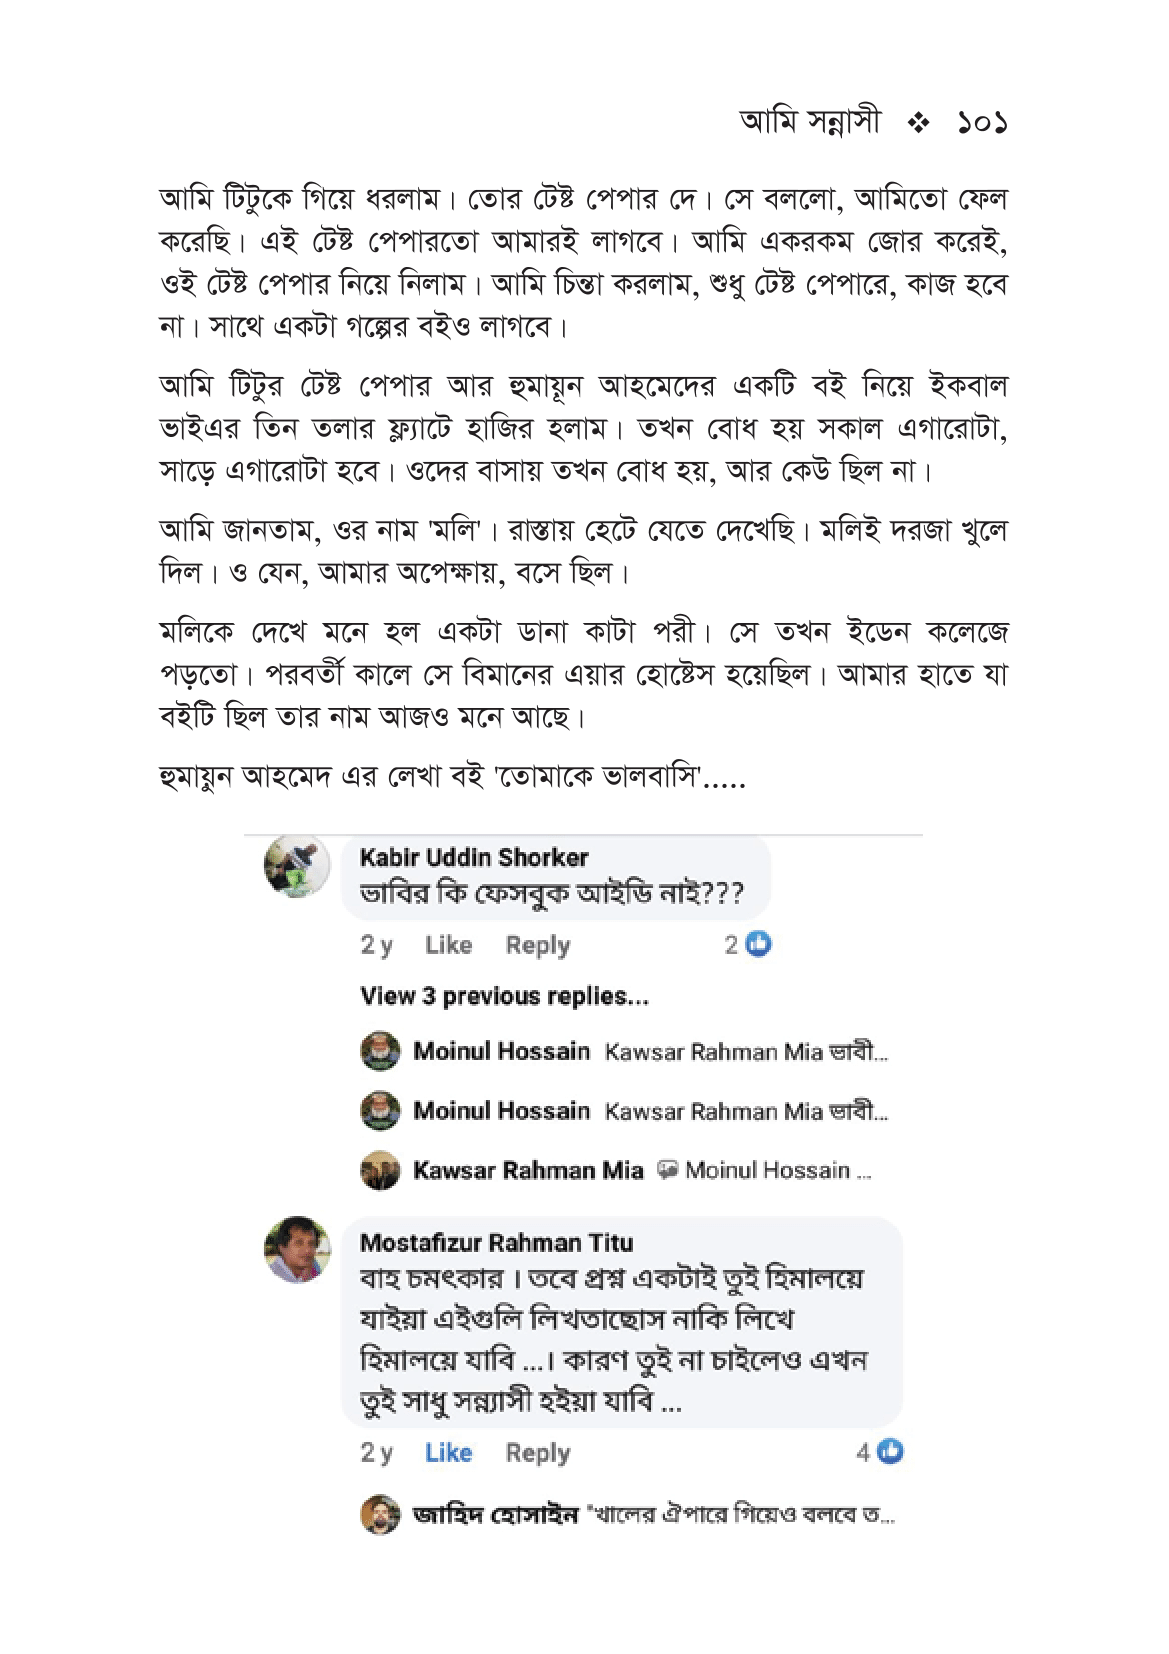 আমি সন্নাসী ❖ ১০১
আমি টিটুকে গিয়ে ধরলাম। তোর টেষ্ট পেপার দে। সে বললো, আমিতো ফেল
করেছি। এই টেষ্ট পেপারতো আমারই লাগবে। আমি একরকম জোর করেই,
ওই টেষ্ট পেপার নিয়ে নিলাম। আমি চিন্তা করলাম, শুধু টেষ্ট পেপারে, কাজ হবে
না। সাথে একটা গল্পের বইও লাগবে।
আমি টিটুর টেষ্ট পেপার আর হুমায়ূন আহমেদের একটি বই নিয়ে ইকবাল
ভাইএর তিন তলার ফ্ল্যাটে হাজির হলাম। তখন বোধ হয় সকাল এগারোটা,
সাড়ে এগারোটা হবে। ওদের বাসায় তখন বোধ হয়, আর কেউ ছিল না।
আমি জানতাম, ওর নাম 'মলি'। রাস্তায় হেটে যেতে দেখেছি। মলিই দরজা খুলে
দিল। ও যেন, আমার অপেক্ষায়, বসে ছিল।
মলিকে দেখে মনে হল একটা ডানা কাটা পরী। সে তখন ইডেন কলেজে
পড়তো। পরবর্তী কালে সে বিমানের এয়ার হোষ্টেস হয়েছিল। আমার হাতে যা
বইটি ছিল তার নাম আজও মনে আছে।
হুমায়ুন আহমেদ এর লেখা বই 'তোমাকে ভালবাসি'.....
Kabir Uddin Shorker
ভাবির কি ফেসবুক আইডি নাই???
2 y Like Reply 2
View 3 previous replies...
Moinul Hossain Kawsar Rahman Mia ভাবী...
Moinul Hossain Kawsar Rahman Mia ভাবী...
Kawsar Rahman Mia Moinul Hossain ...
Mostafizur Rahman Titu
বাহ চমৎকার। তবে প্রশ্ন একটাই তুই হিমালয়ে
যাইয়া এইগুলি লিখতাছোস নাকি লিখে
হিমালয়ে যাবি ...। কারণ তুই না চাইলেও এখন
তুই সাধু সন্ন্যাসী হইয়া যাবি ...
2 y Like Reply 4
জাহিদ হোসাইন "খালের ঐপারে গিয়েও বলবে ত...